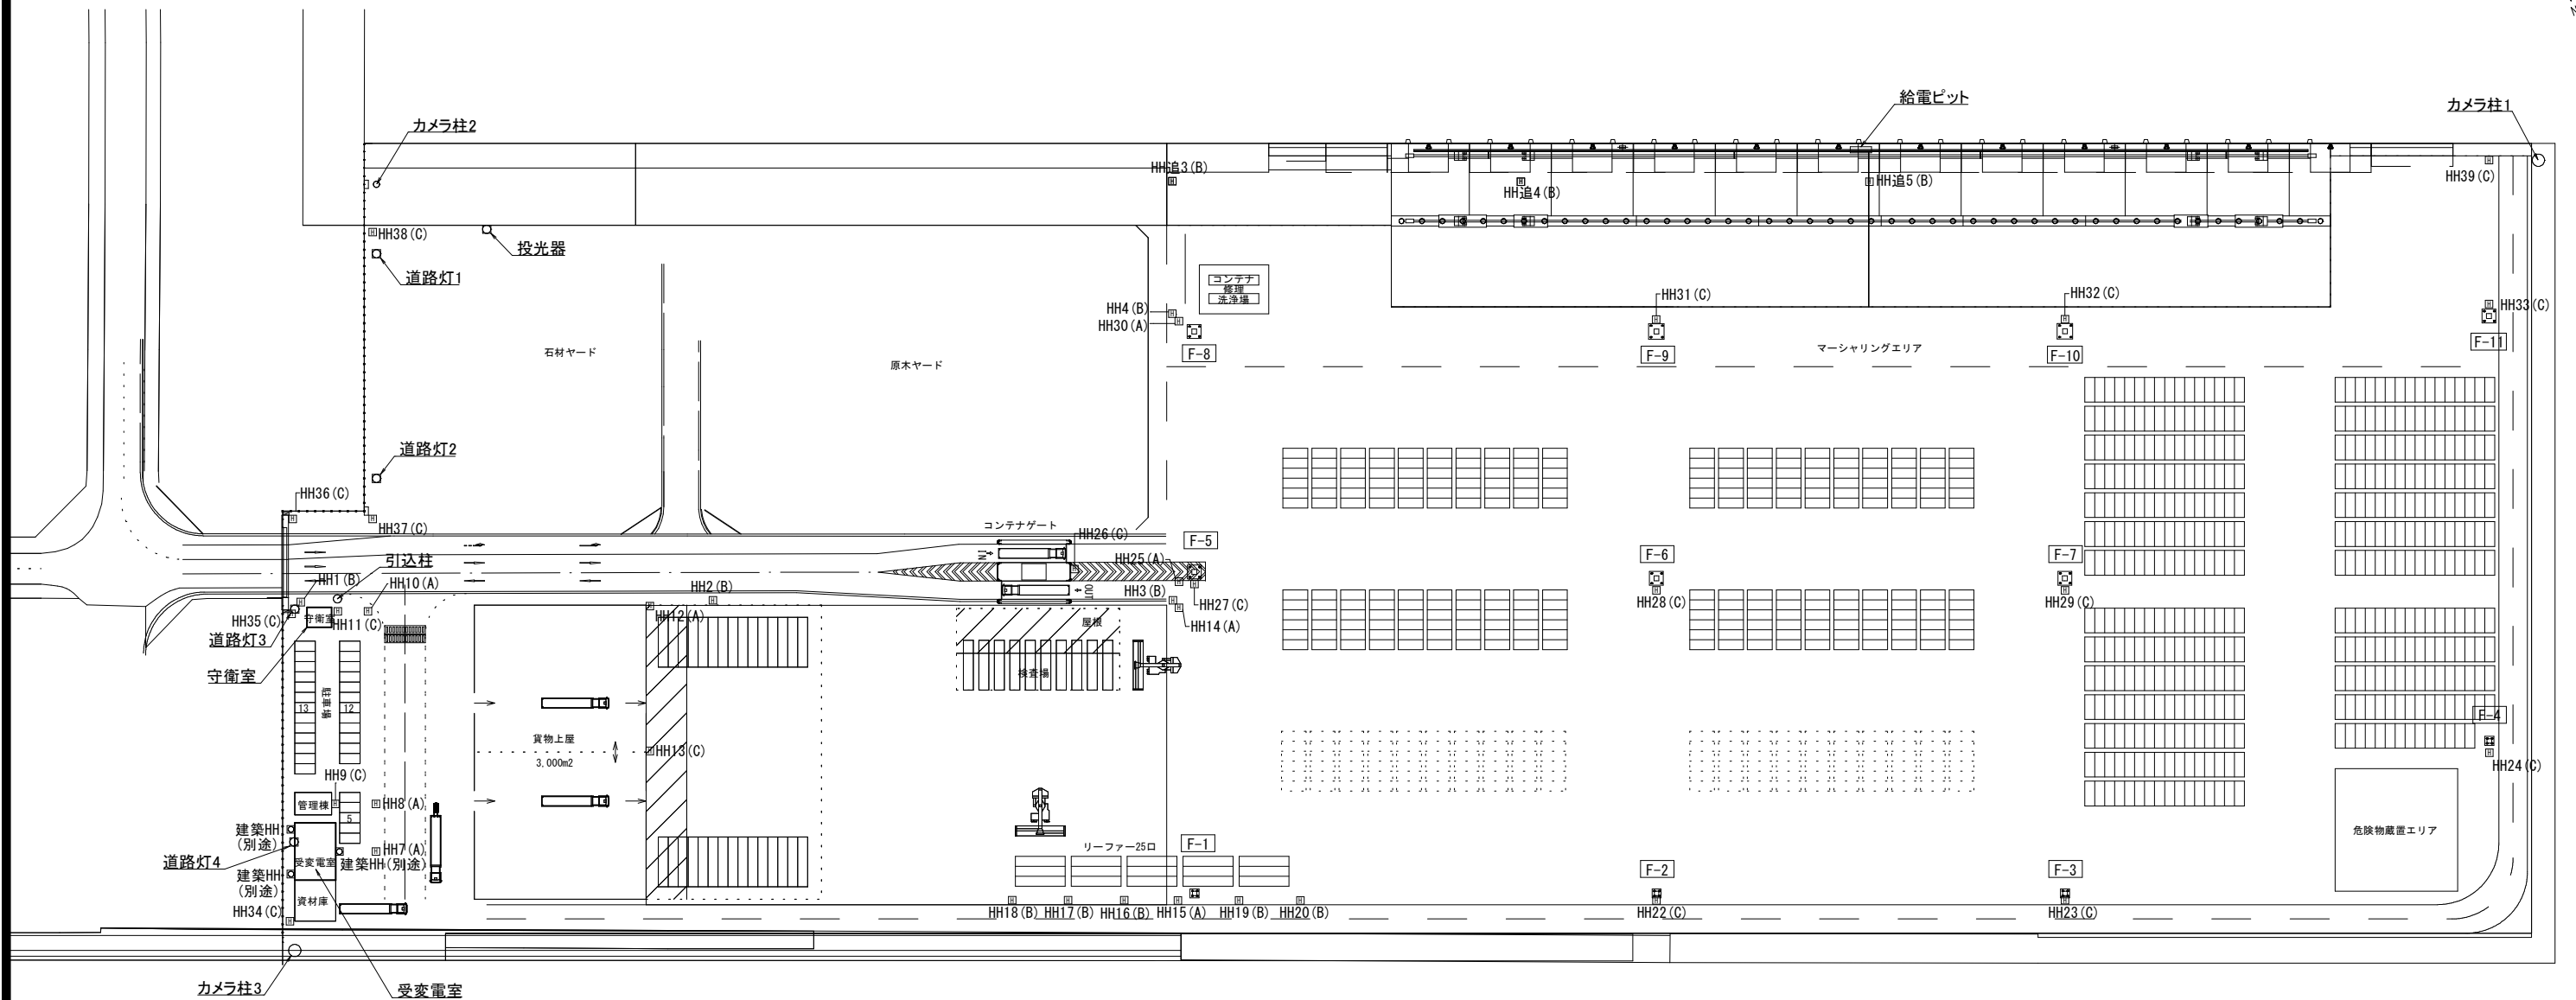 給電ピット
カメラ柱1
カメラ柱2
HH追3(B)
HH追4(B)
HH追5(B)
HH39(C)
HH38(C)
投光器
道路灯1
コンテナ
修理
洗浄場
HH4(B)
HH30(A)
F-8
HH31(C)
F-9
HH32(C)
F-10
HH33(C)
F-11
石材ヤード
原木ヤード
マーシャリングエリア
道路灯2
HH36(C)
HH37(C)
コンテナゲート
IN
OUT
HH26(C)
F-5
HH25(A)
HH3(B)
HH27(C)
HH14(A)
F-6
HH28(C)
F-7
HH29(C)
引込柱
HH1(B)
HH10(A)
HH2(B)
HH35(C)
守衛室
HH11(C)
HH12(A)
道路灯3
守衛室
屋根
検査場
駐車場
13
12
貨物上屋
3,000m2
HH13(C)
F-4
HH24(C)
HH9(C)
管理棟
HH8(A)
5
建築HH
(別途)
道路灯4
受変電室
HH7(A)
建築HH(別途)
建築HH
(別途)
資材庫
HH34(C)
リーファー25口
F-1
F-2
F-3
危険物蔵置エリア
HH18(B)
HH17(B)
HH16(B)
HH15(A)
HH19(B)
HH20(B)
HH22(C)
HH23(C)
カメラ柱3
受変電室